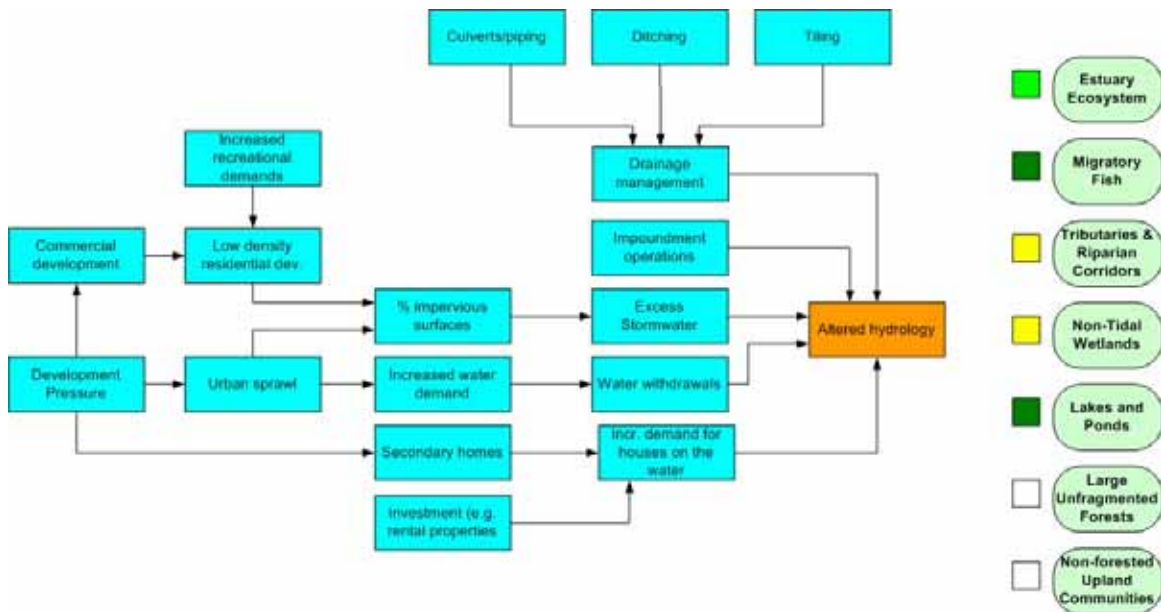 Culverts/piping
Ditching
Tiling
Increased
recreational
demands
Drainage
management
Commercial
development
Low density
residential dev.
Impoundment
operations
% impervious
surfaces
Excess
Stormwater
Altered hydrology
Development
Pressure
Urban sprawl
Increased water
demand
Water withdrawals
Secondary homes
Incr. demand for
houses on the
water
Investment (e.g.
rental properties
Estuary
Ecosystem
Migratory
Fish
Tributaries &
Riparian
Corridors
Non-Tidal
Wetlands
Lakes and
Ponds
Large
Unfragmented
Forests
Non-forested
Upland
Communities